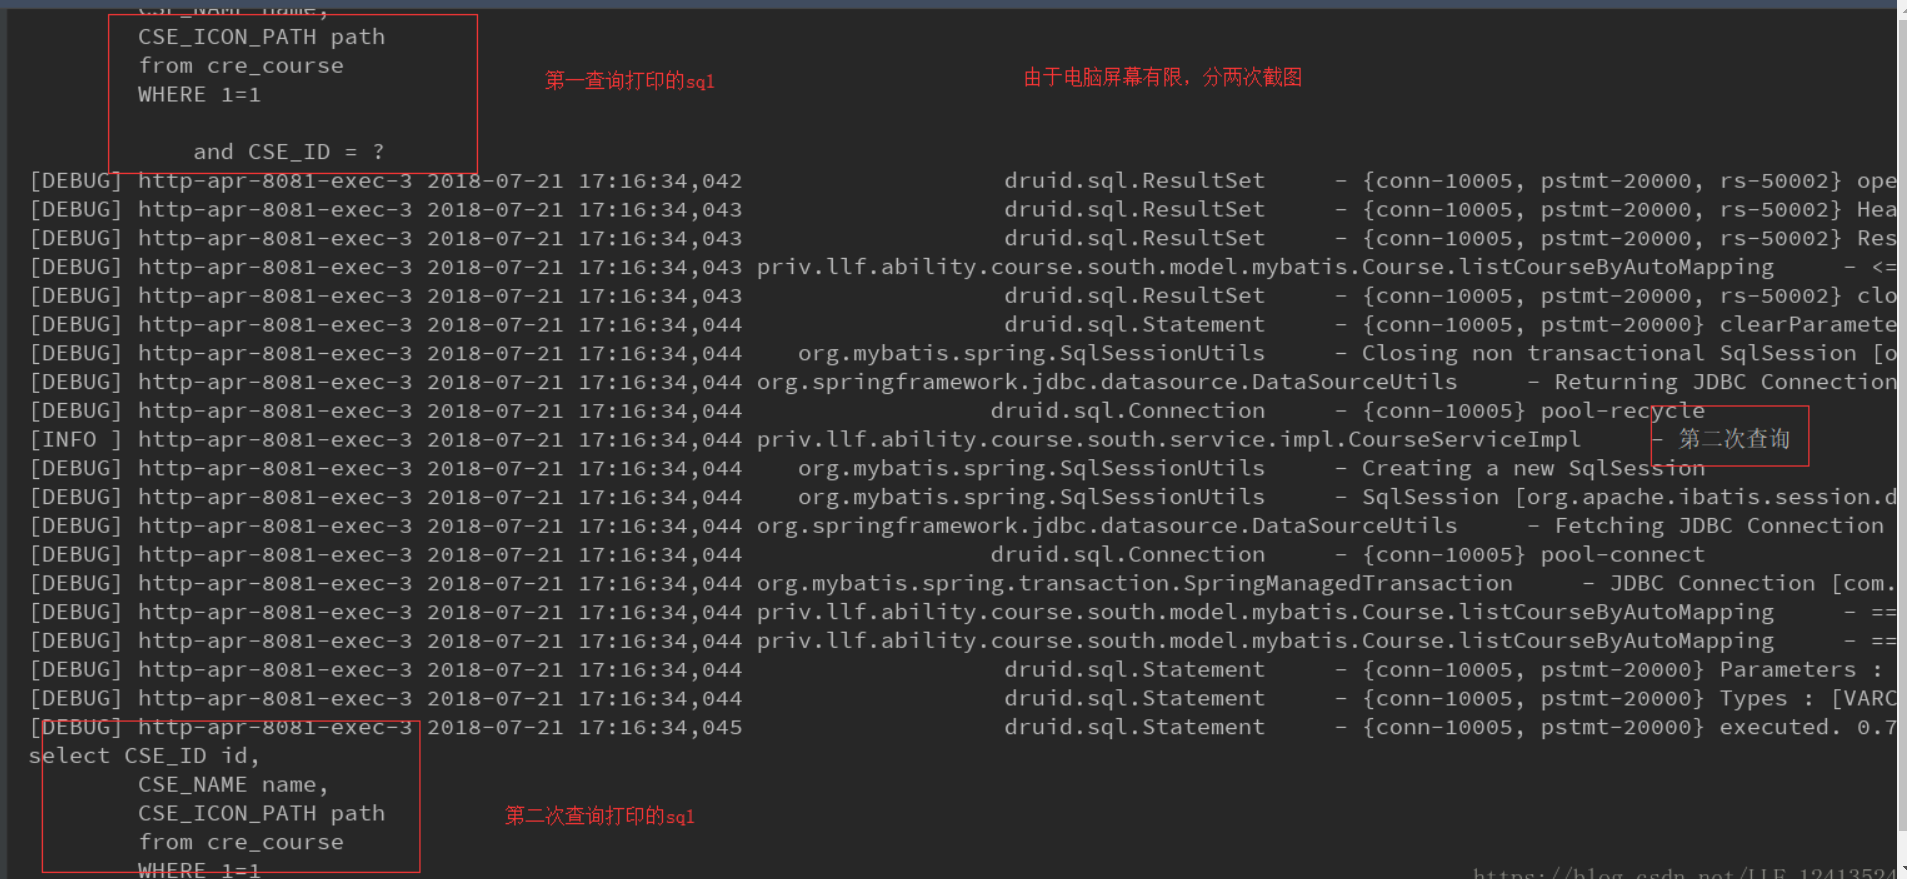 CSE_NAME name,
CSE_ICON_PATH path
from cre_course
WHERE 1=1
第一查询打印的sql
由于电脑屏幕有限，分两次截图
and CSE_ID = ?
[DEBUG] http-apr-8081-exec-3 2018-07-21 17:16:34,042 druid.sql.ResultSet - {conn-10005, pstmt-20000, rs-50002} ope
[DEBUG] http-apr-8081-exec-3 2018-07-21 17:16:34,043 druid.sql.ResultSet - {conn-10005, pstmt-20000, rs-50002} Hea
[DEBUG] http-apr-8081-exec-3 2018-07-21 17:16:34,043 druid.sql.ResultSet - {conn-10005, pstmt-20000, rs-50002} Res
[DEBUG] http-apr-8081-exec-3 2018-07-21 17:16:34,043 priv.llf.ability.course.south.model.mybatis.Course.listCourseByAutoMapping - <=
[DEBUG] http-apr-8081-exec-3 2018-07-21 17:16:34,043 druid.sql.ResultSet - {conn-10005, pstmt-20000, rs-50002} clo
[DEBUG] http-apr-8081-exec-3 2018-07-21 17:16:34,044 druid.sql.Statement - {conn-10005, pstmt-20000} clearParamete
[DEBUG] http-apr-8081-exec-3 2018-07-21 17:16:34,044 org.mybatis.spring.SqlSessionUtils - Closing non transactional SqlSession [o
[DEBUG] http-apr-8081-exec-3 2018-07-21 17:16:34,044 org.springframework.jdbc.datasource.DataSourceUtils - Returning JDBC Connection
[DEBUG] http-apr-8081-exec-3 2018-07-21 17:16:34,044 druid.sql.Connection - {conn-10005} pool-recycle
[INFO ] http-apr-8081-exec-3 2018-07-21 17:16:34,044 priv.llf.ability.course.south.service.impl.CourseServiceImpl - 第二次查询
[DEBUG] http-apr-8081-exec-3 2018-07-21 17:16:34,044 org.mybatis.spring.SqlSessionUtils - Creating a new SqlSession
[DEBUG] http-apr-8081-exec-3 2018-07-21 17:16:34,044 org.mybatis.spring.SqlSessionUtils - SqlSession [org.apache.ibatis.session.d
[DEBUG] http-apr-8081-exec-3 2018-07-21 17:16:34,044 org.springframework.jdbc.datasource.DataSourceUtils - Fetching JDBC Connection
[DEBUG] http-apr-8081-exec-3 2018-07-21 17:16:34,044 druid.sql.Connection - {conn-10005} pool-connect
[DEBUG] http-apr-8081-exec-3 2018-07-21 17:16:34,044 org.mybatis.spring.transaction.SpringManagedTransaction - JDBC Connection [com.
[DEBUG] http-apr-8081-exec-3 2018-07-21 17:16:34,044 priv.llf.ability.course.south.model.mybatis.Course.listCourseByAutoMapping - ==
[DEBUG] http-apr-8081-exec-3 2018-07-21 17:16:34,044 priv.llf.ability.course.south.model.mybatis.Course.listCourseByAutoMapping - ==
[DEBUG] http-apr-8081-exec-3 2018-07-21 17:16:34,044 druid.sql.Statement - {conn-10005, pstmt-20000} Parameters :
[DEBUG] http-apr-8081-exec-3 2018-07-21 17:16:34,044 druid.sql.Statement - {conn-10005, pstmt-20000} Types : [VARC
[DEBUG] http-apr-8081-exec-3 2018-07-21 17:16:34,045 druid.sql.Statement - {conn-10005, pstmt-20000} executed. 0.7
select CSE_ID id,
CSE_NAME name,
CSE_ICON_PATH path
第二次查询打印的sql
from cre_course
WHERE 1=1
https://blog.csdn.net/LLF_12413524